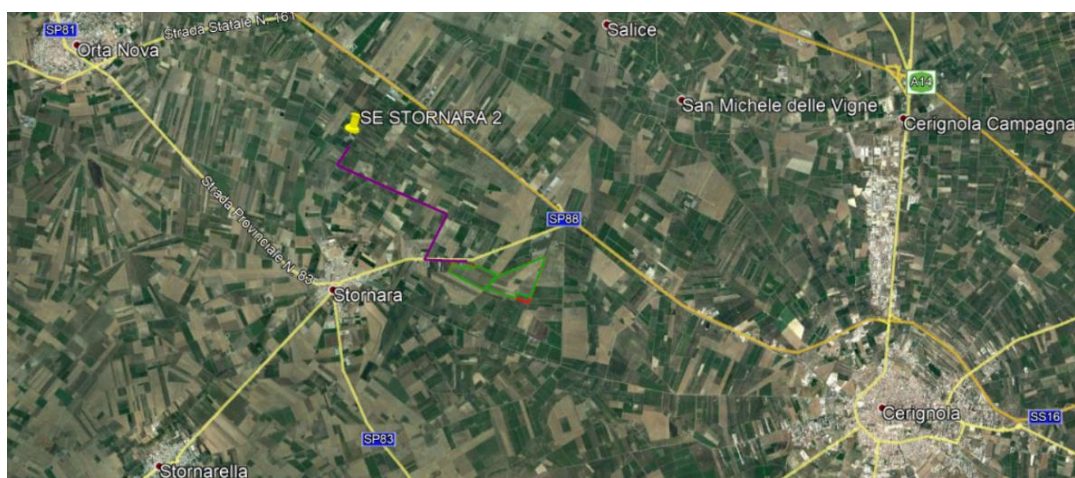 SP81
Orta Nova
Strada Statale N. 161
Salice
A14
San Michele delle Vigne
Cerignola Campagna
SE STORNARA 2
Strada Provinciale N. 83
SP88
Stornara
Cerignola
SS16
SP83
Stornarella